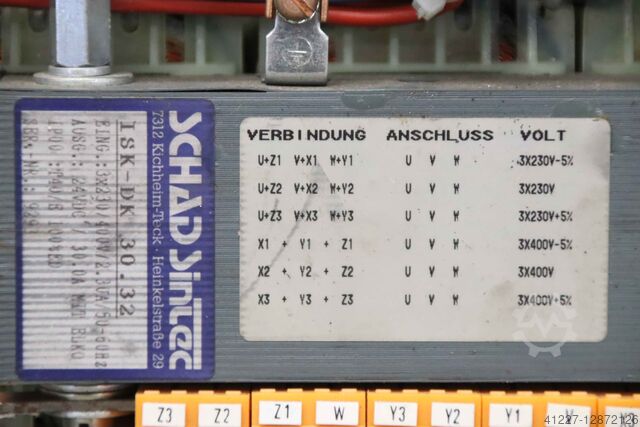 SCHAD Sintec
7312 Kichheim-Teck · Heinkelstraße 29
ISK-DK 30.32
VERBINDUNG ANSCHLUSS VOLT
U+Z1 V+X1 W+Y1 U V W 3X230V-5%
U+Z2 V+X2 W+Y2 U V W 3X230V
U+Z3 V+X3 W+Y3 U V W 3X230V+5%
X1 + Y1 + Z1 U V W 3X400V-5%
X2 + Y2 + Z2 U V W 3X400V
X3 + Y3 + Z3 U V W 3X400V+5%
Z3 Z2 Z1 W Y3 Y2 Y1 V
41227-12872126